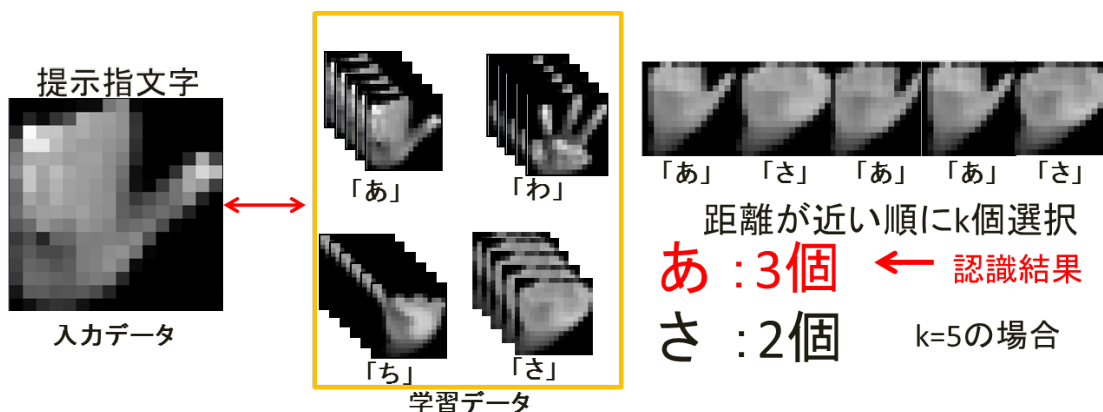 提示指文字
入力データ
「あ」
「わ」
「ち」
「さ」
学習データ
「あ」 「さ」 「あ」 「あ」 「さ」
距離が近い順にk個選択
あ :3個 ← 認識結果
さ :2個 k=5の場合